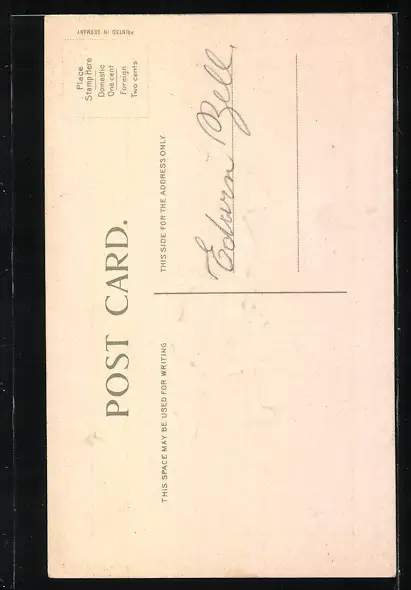 POST CARD.
PRINTED IN GERMANY
Place
Stamp Here
Domestic
One cent
Foreign
Two cents
THIS SPACE MAY BE USED FOR WRITING
THIS SIDE FOR THE ADDRESS ONLY
Edwin Zell.